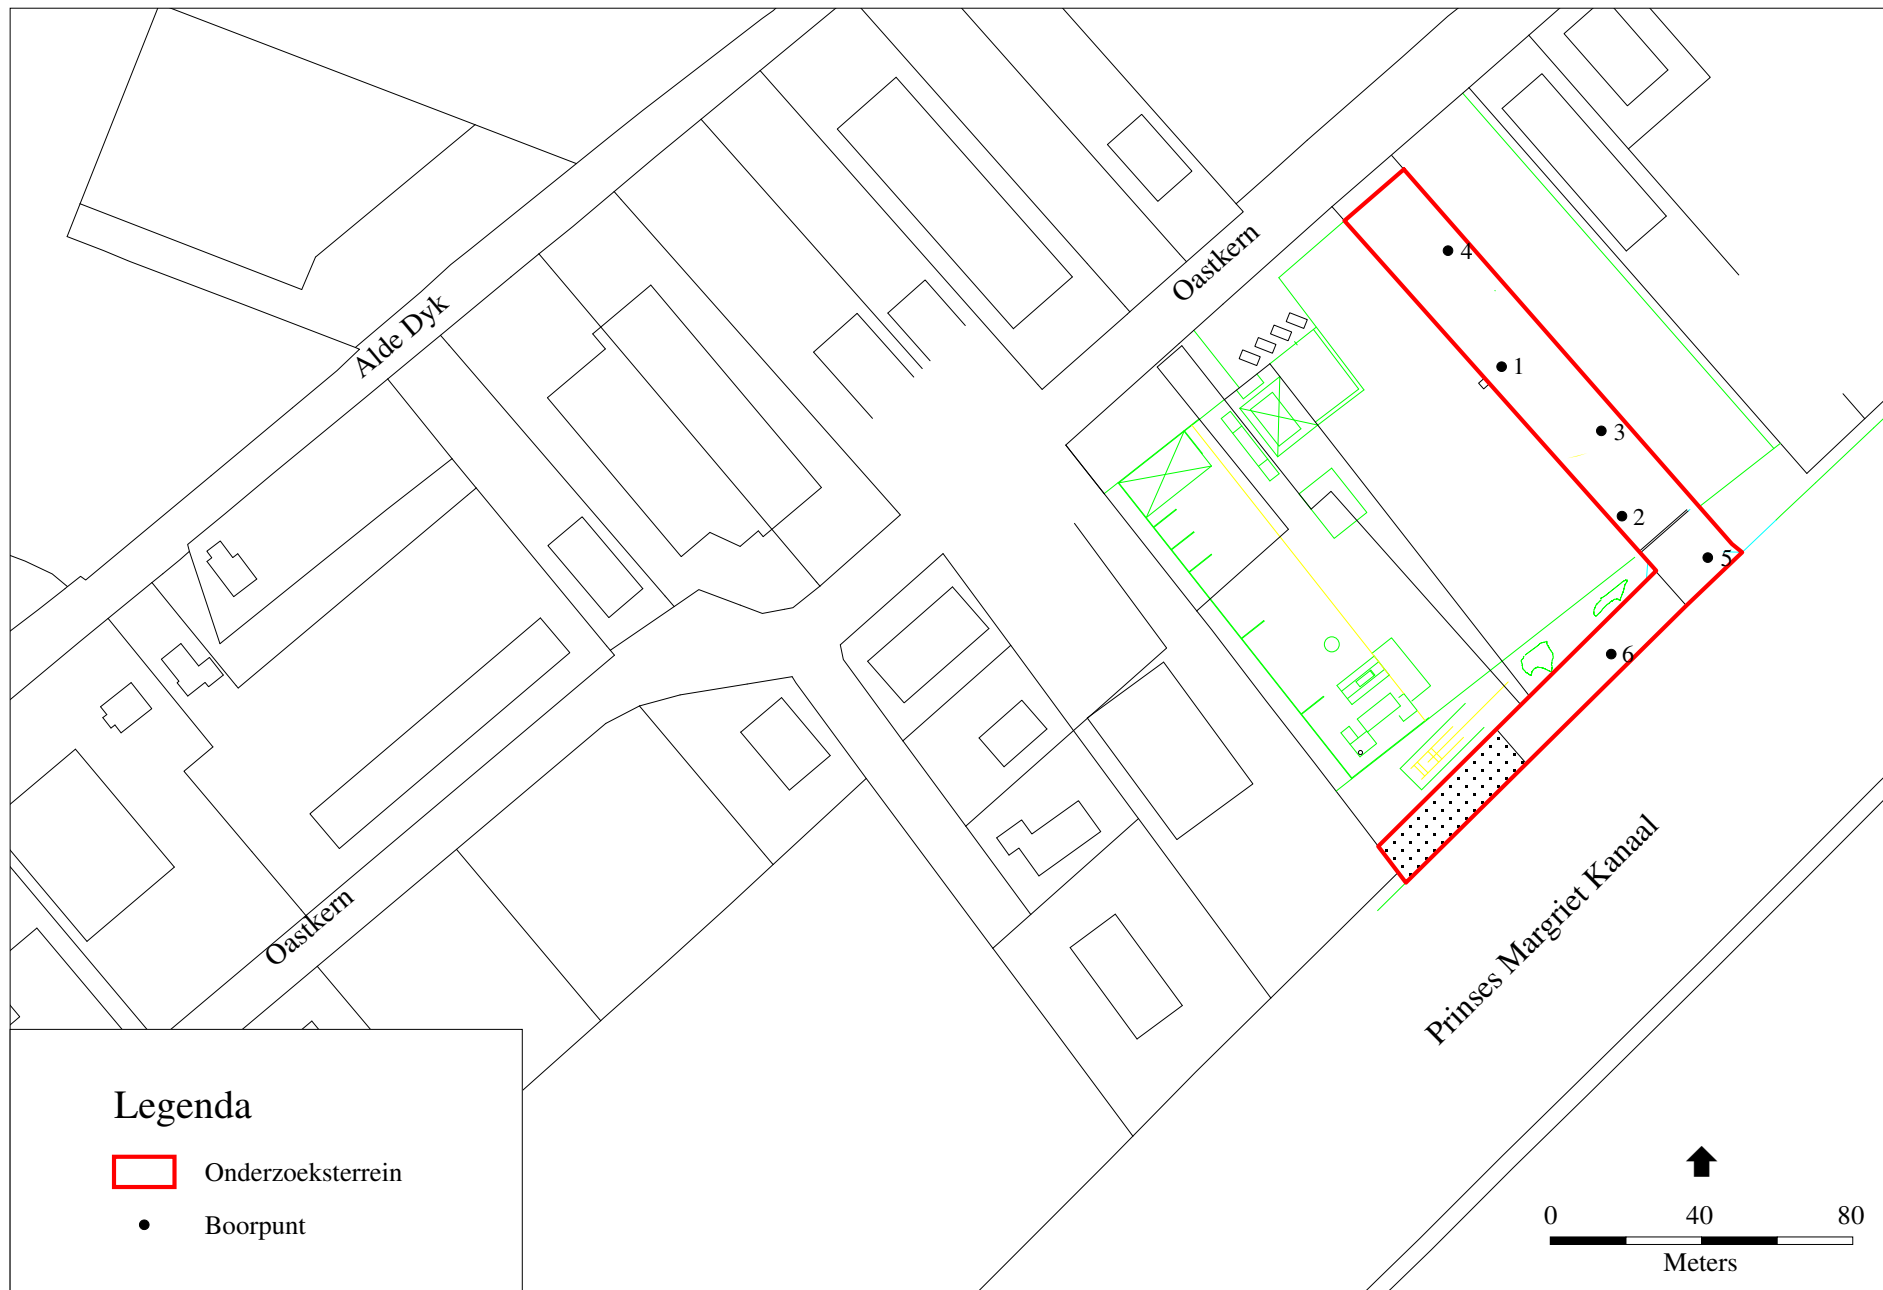 Oastkern
4
Alde Dyk
1
3
2
5
6
Prinses Margriet Kanaal
Oastkern
Legenda
Onderzoeksterrein
Boorpunt
0 40 80
Meters